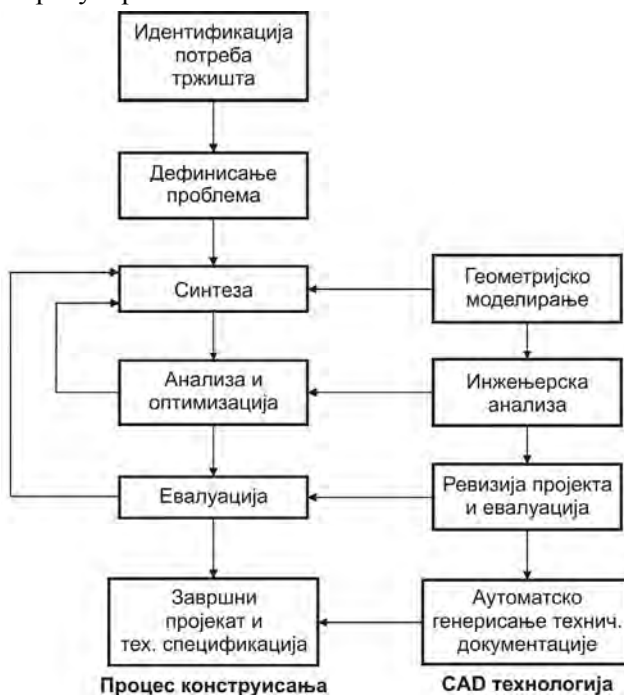 Идентификација
потреба
тржишта
Дефинисање
проблема
Синтеза
Геометријско
моделирање
Анализа и
оптимизација
Инжењерска
анализа
Евалуација
Ревизија пројекта
и евалуација
Завршни
пројекат и
тех. спецификација
Аутоматско
генерисање технич.
документације
Процес конструисања
CAD технологија